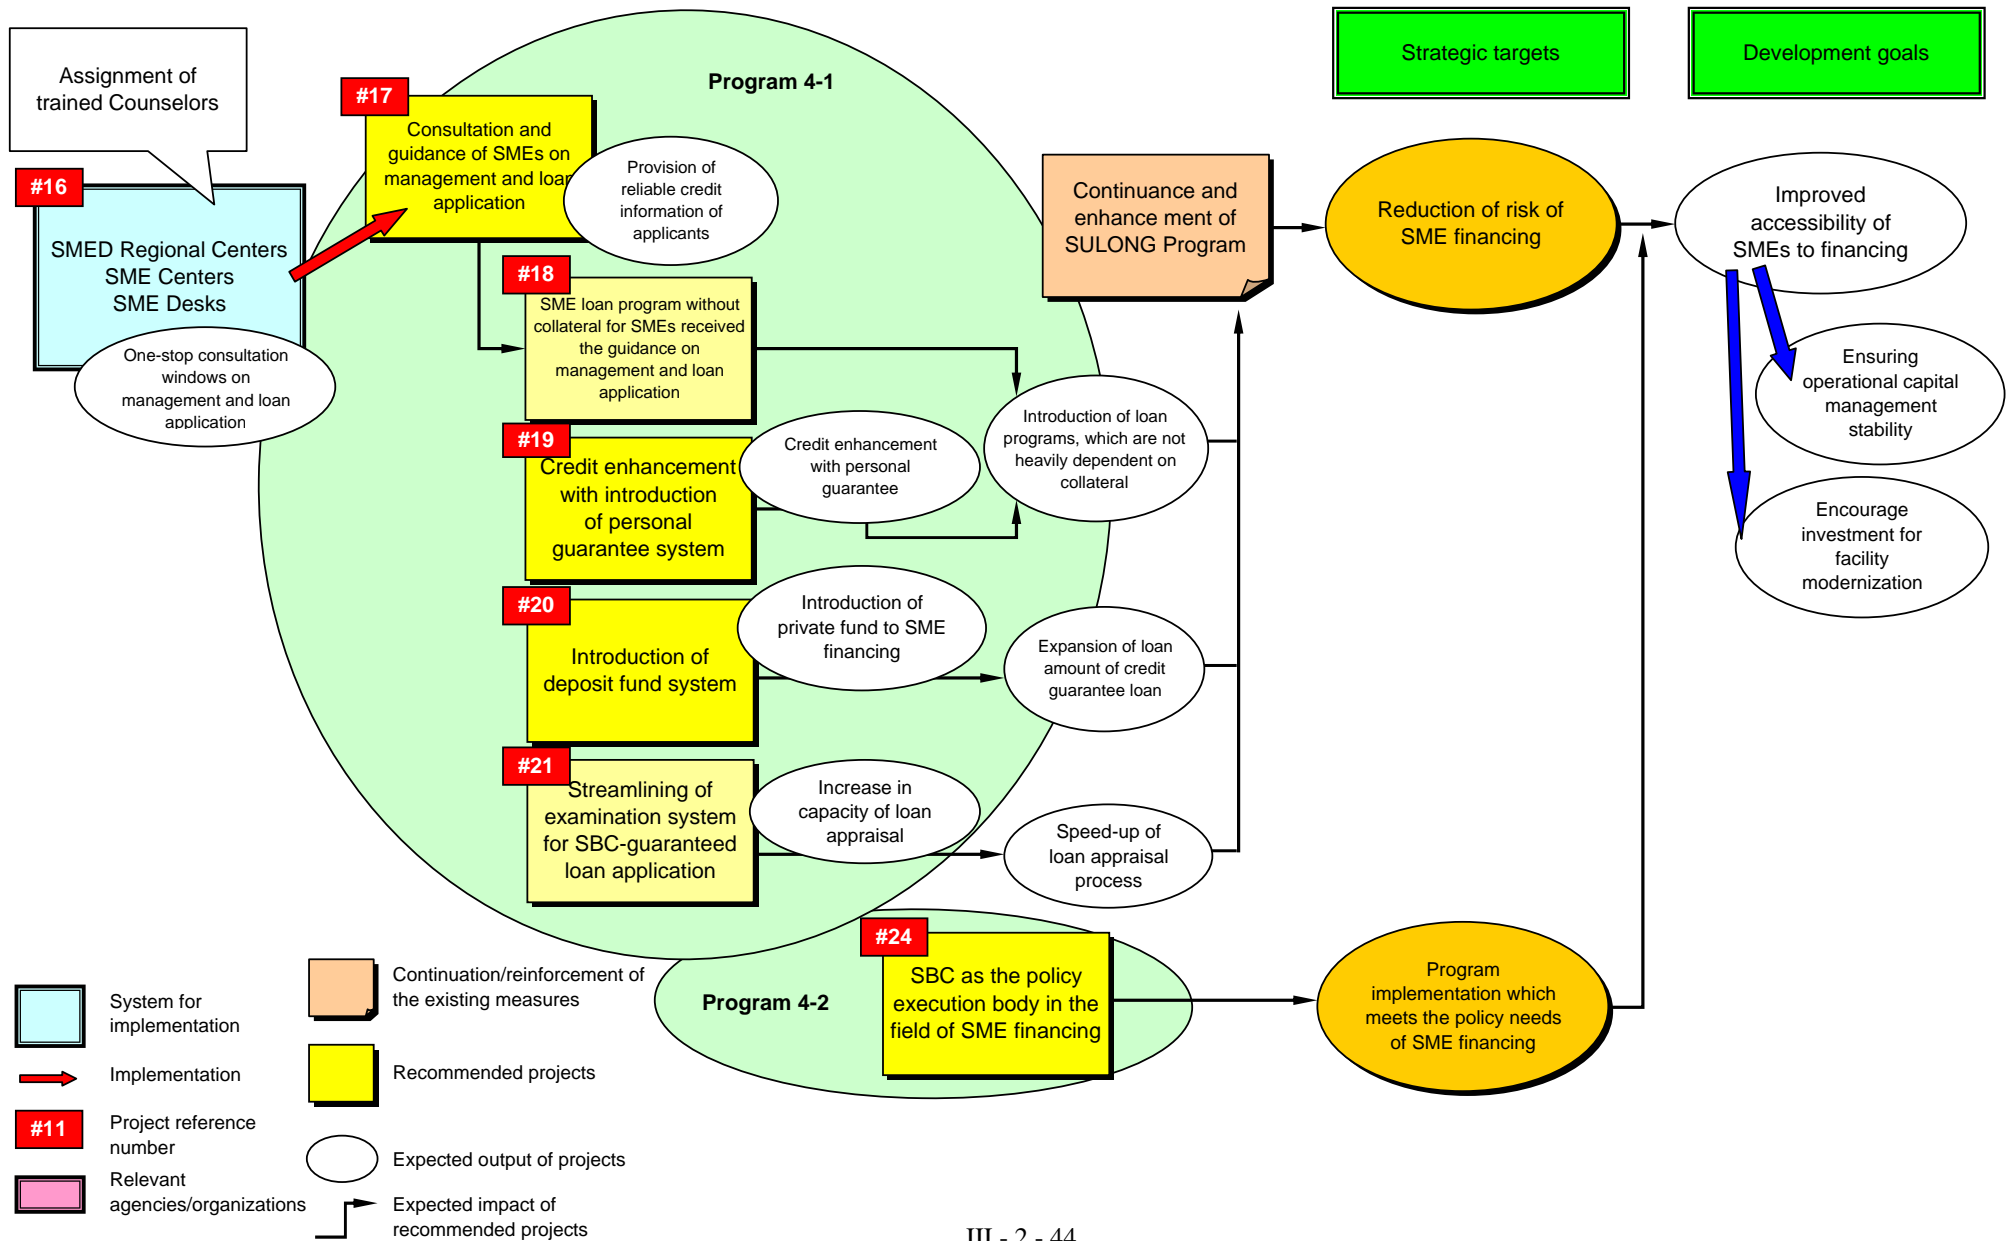 Assignment of
trained Counselors
#16
SMED Regional Centers
SME Centers
SME Desks
One-stop consultation
windows on
management and loan
application
Program 4-1
#17
Consultation and
guidance of SMEs on
management and loan
application
Provision of
reliable credit
information of
applicants
#18
SME loan program without
collateral for SMEs received
the guidance on
management and loan
application
#19
Credit enhancement
with introduction
of personal
guarantee system
Credit enhancement
with personal
guarantee
Introduction of loan
programs, which are not
heavily dependent on
collateral
#20
Introduction of
deposit fund system
Introduction of
private fund to SME
financing
Expansion of loan
amount of credit
guarantee loan
#21
Streamlining of
examination system
for SBC-guaranteed
loan application
Increase in
capacity of loan
appraisal
Speed-up of
loan appraisal
process
Continuance and
enhance ment of
SULONG Program
Strategic targets
Reduction of risk of
SME financing
Development goals
Improved
accessibility of
SMEs to financing
Ensuring
operational capital
management
stability
Encourage
investment for
facility
modernization
Program 4-2
#24
SBC as the policy
execution body in the
field of SME financing
Program
implementation which
meets the policy needs
of SME financing
System for
implementation
Implementation
#11
Project reference
number
Relevant
agencies/organizations
Continuation/reinforcement of
the existing measures
Recommended projects
Expected output of projects
Expected impact of
recommended projects
III - 2 - 44